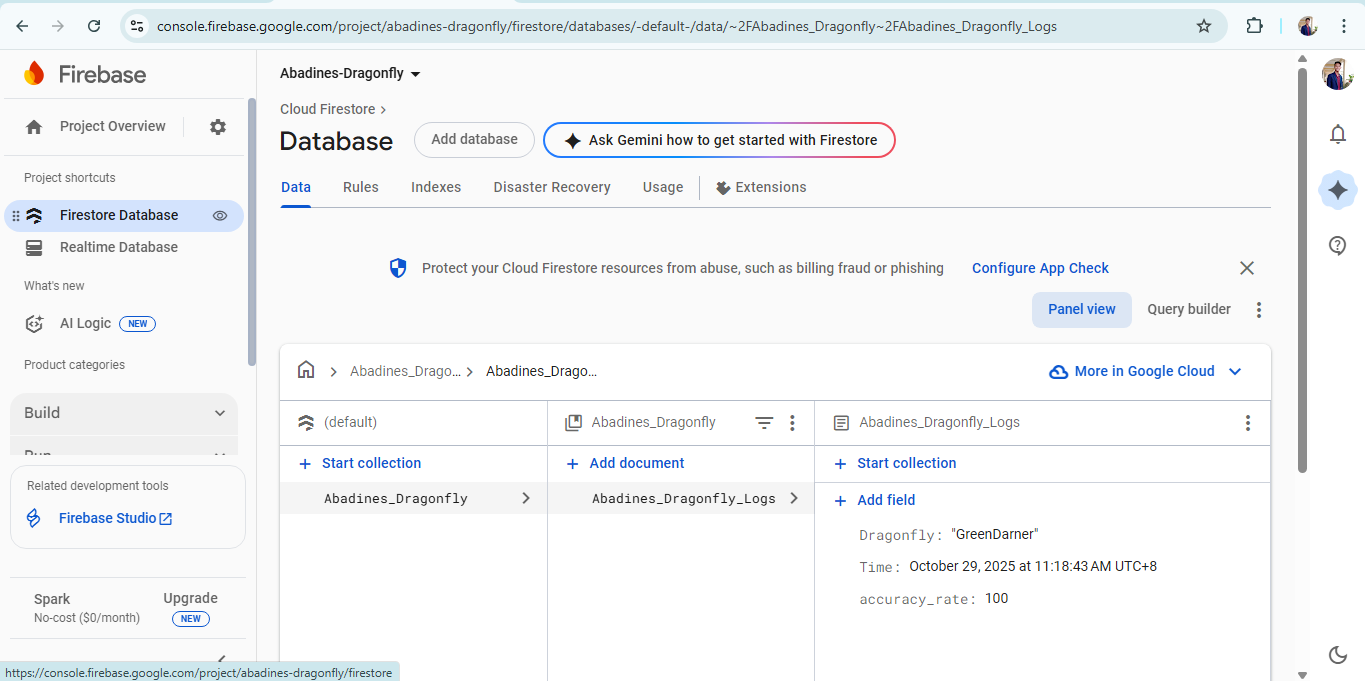 console.firebase.google.com/project/abadines-dragonfly/firestore/databases/-default-/data/~2FAbadines_Dragonfly~2FAbadines_Dragonfly_Logs
Firebase
Project Overview
Project shortcuts
Firestore Database
Realtime Database
What's new
AI Logic NEW
Product categories
Build
Run
Related development tools
Firebase Studio
Spark
No-cost ($0/month)
Upgrade
NEW
Abadines-Dragonfly
Cloud Firestore
Database
Add database
Ask Gemini how to get started with Firestore
Data Rules Indexes Disaster Recovery Usage Extensions
Protect your Cloud Firestore resources from abuse, such as billing fraud or phishing Configure App Check
Panel view Query builder
Abadines_Drago... Abadines_Drago... More in Google Cloud
(default) Abadines_Dragonfly Abadines_Dragonfly_Logs
+ Start collection + Add document + Start collection
Abadines_Dragonfly Abadines_Dragonfly_Logs + Add field
Dragonfly: "GreenDarner"
Time: October 29, 2025 at 11:18:43 AM UTC+8
accuracy_rate: 100
https://console.firebase.google.com/project/abadines-dragonfly/firestore